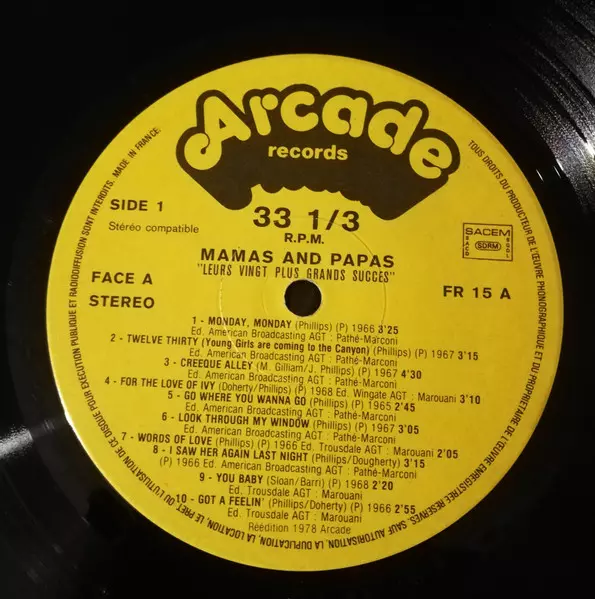 Arcade
records
33 1/3
R.P.M.
SIDE 1
Stéréo compatible
FACE A
STEREO
SACEM
SACD
SDRM
SGDL
FR 15 A
MAMAS AND PAPAS
"LEURS VINGT PLUS GRANDS SUCCES"
1 - MONDAY, MONDAY (Phillips) (P) 1966 3'25
Ed. American Broadcasting AGT : Pathé-Marconi
2 - TWELVE THIRTY (Young Girls are coming to the Canyon) (Phillips) (P) 1967 3'15
Ed. American Broadcasting AGT : Pathé-Marconi
3 - CREEQUE ALLEY (M. Gilliam/J. Phillips) (P) 1967 4'30
Ed. American Broadcasting AGT : Pathé-Marconi
4 - FOR THE LOVE OF IVY (Doherty/Phillips) (P) 1968 Ed. Wingate AGT : Marouani 3'10
5 - GO WHERE YOU WANNA GO (Phillips) (P) 1965 2'45
Ed. American Broadcasting AGT : Pathé-Marconi
6 - LOOK THROUGH MY WINDOW (Phillips) (P) 1967 3'05
Ed. American Broadcasting AGT : Pathé-Marconi
7 - WORDS OF LOVE (Phillips) (P) 1966 Ed. Trousdale AGT : Marouani 2'05
8 - I SAW HER AGAIN LAST NIGHT (Phillips/Dougherty) 3'15
(P) 1966 Ed. American Broadcasting AGT : Pathé-Marconi
9 - YOU BABY (Sloan/Barri) (P) 1968 2'20
Ed. Trousdale AGT : Marouani
10 - GOT A FEELIN' (Phillips/Doherty) (P) 1966 2'55
Ed. Trousdale AGT : Marouani
Réédition 1978 Arcade
TOUS DROITS DU PRODUCTEUR DE L'ŒUVRE PHONOGRAPHIQUE ET DU PROPRIETAIRE DE L'ŒUVRE ENREGISTREE RESERVES. SAUF AUTORISATION, LA DUPLICATION, LA LOCATION, LE PRET OU L'UTILISATION DE CE DISQUE POUR EXECUTION PUBLIQUE ET RADIODIFFUSION SONT INTERDITS. MADE IN FRANCE.